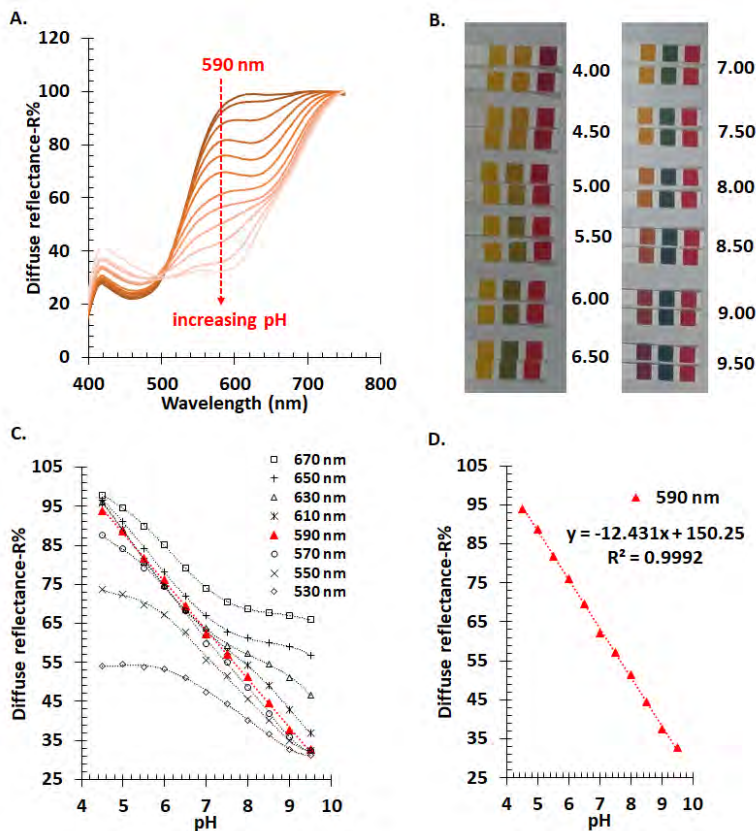 A.
120
100
80
60
40
20
0
Diffuse reflectance-R%
590 nm
increasing pH
400 500 600 700 800
Wavelength (nm)
B.
4.00
4.50
5.00
5.50
6.00
6.50
7.00
7.50
8.00
8.50
9.00
9.50
C.
105
95
85
75
65
55
45
35
25
Diffuse reflectance-R%
670 nm
650 nm
630 nm
610 nm
590 nm
570 nm
550 nm
530 nm
4 5 6 7 8 9 10
pH
D.
105
95
85
75
65
55
45
35
25
Diffuse reflectance-R%
590 nm
y = -12.431x + 150.25
R² = 0.9992
4 5 6 7 8 9 10
pH